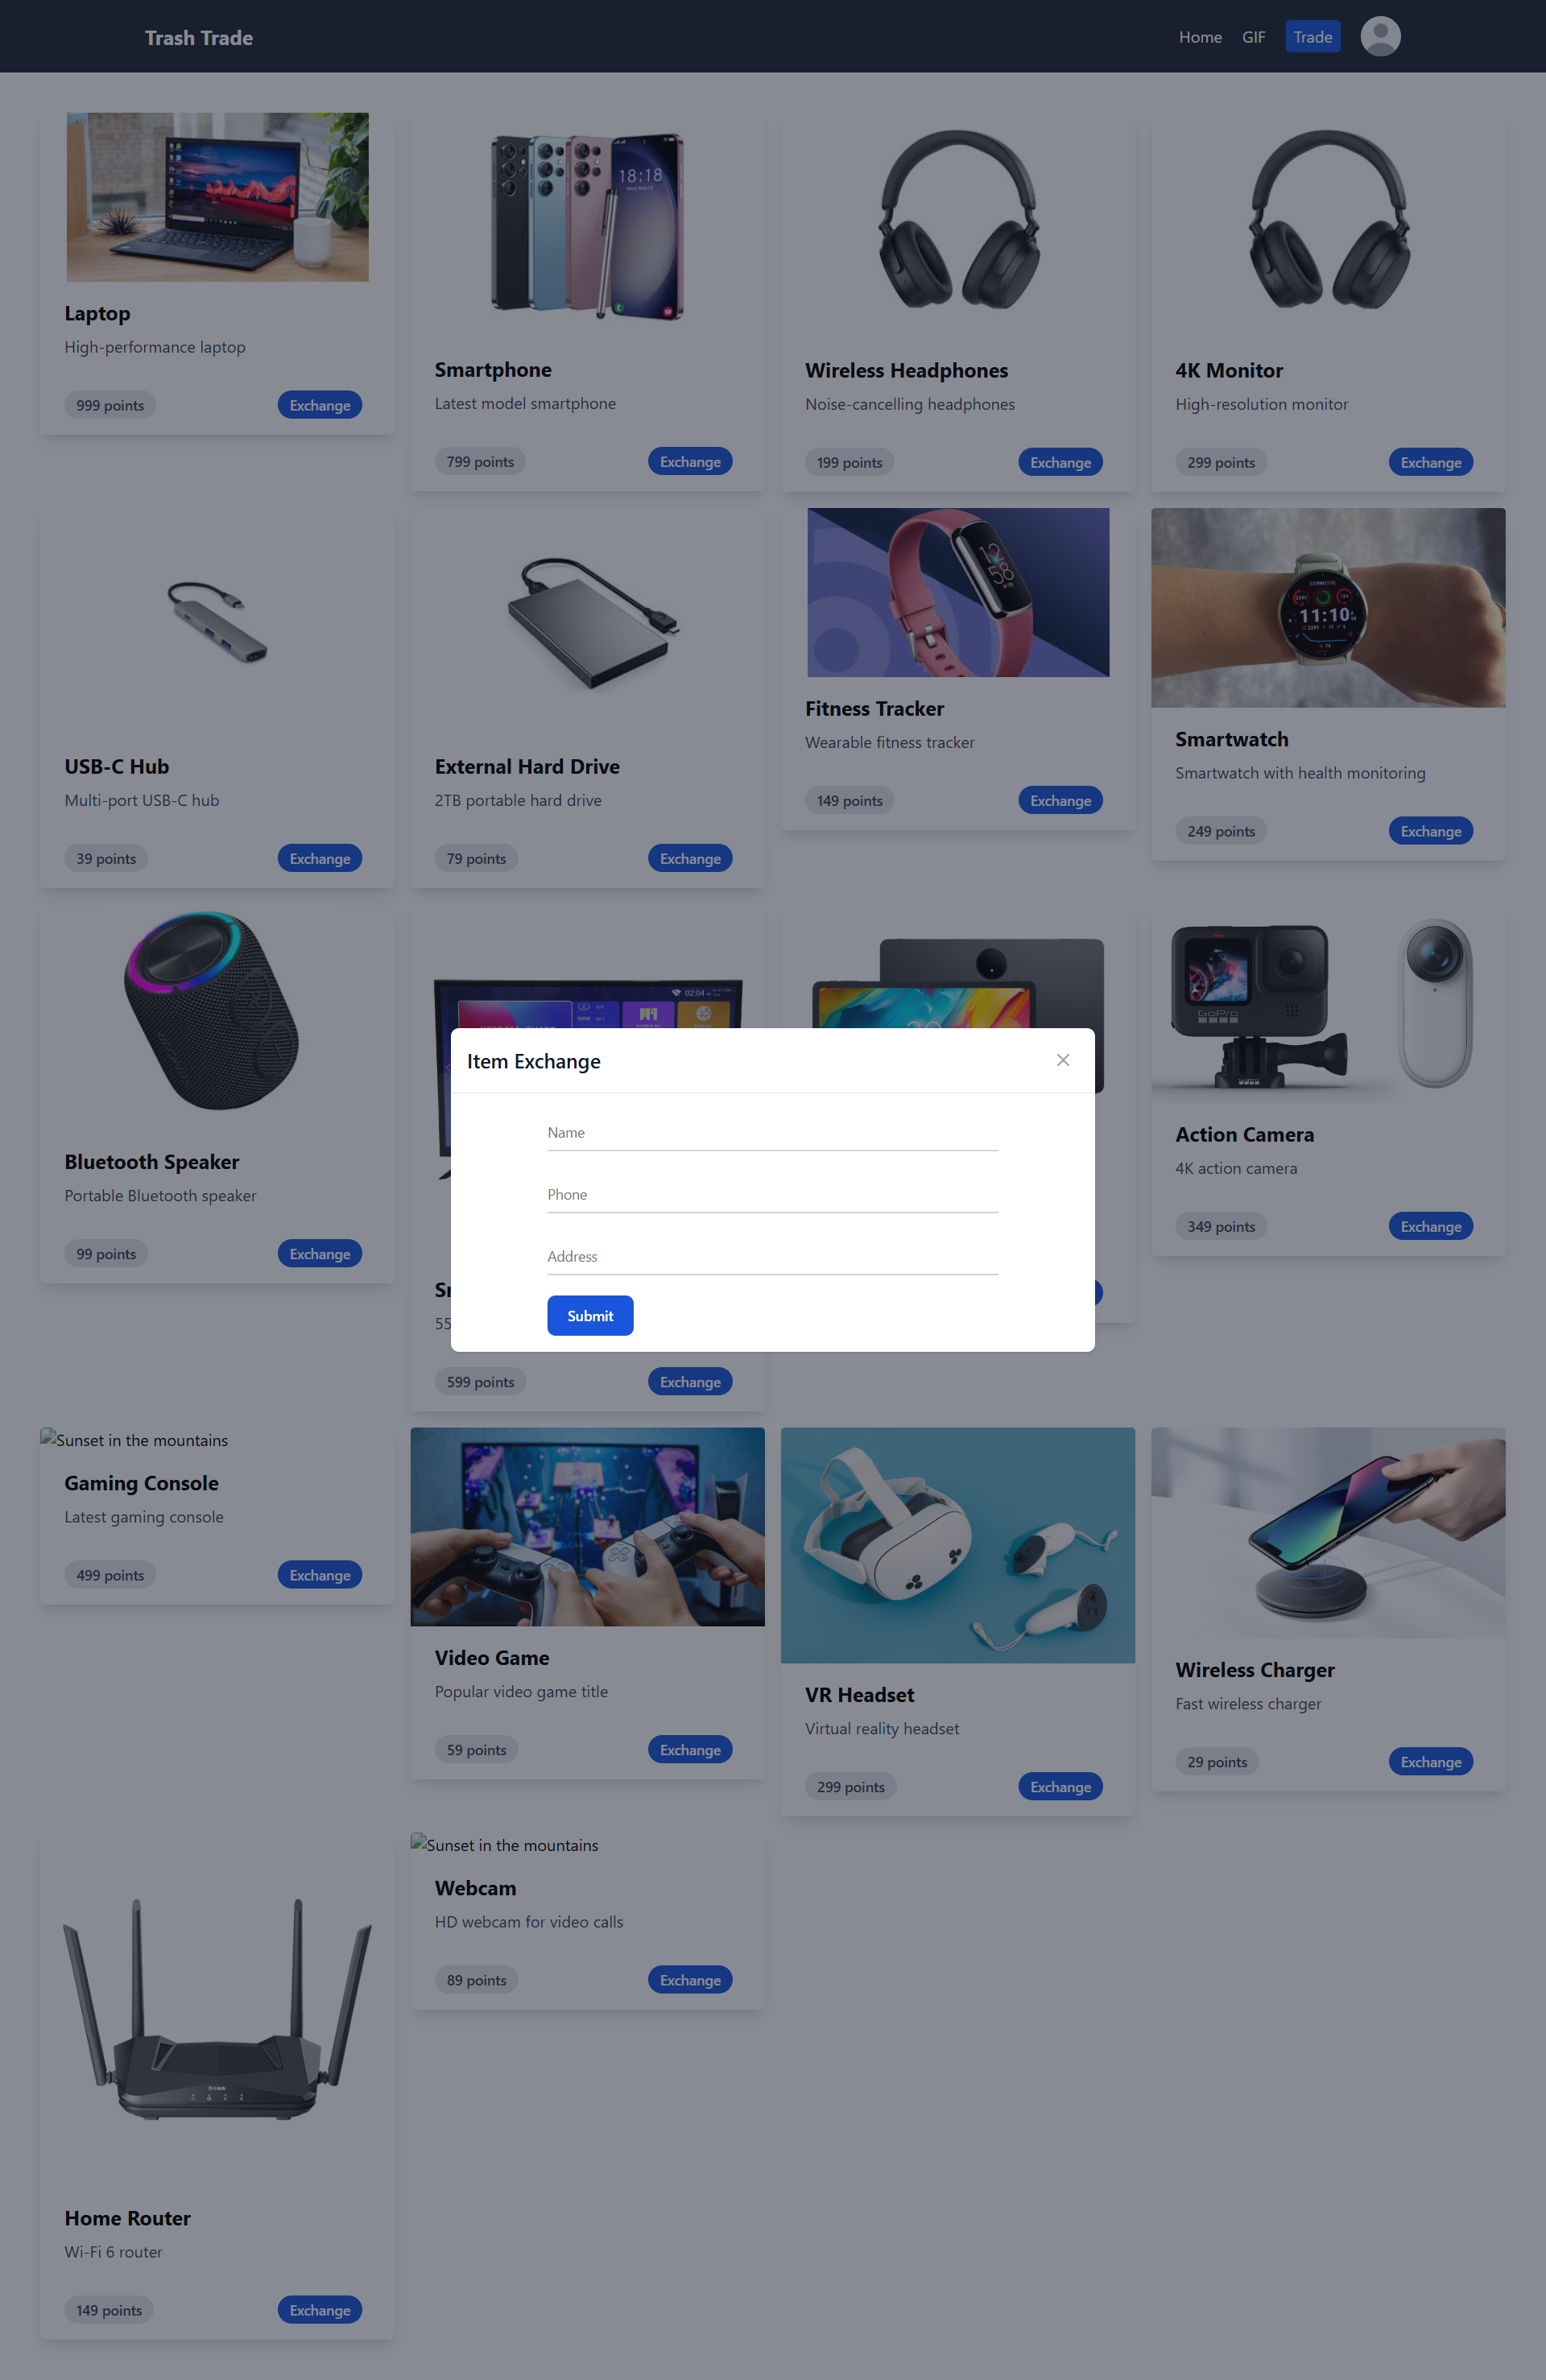 Trash Trade
Home
GIF
Trade
18:18
Laptop
High-performance laptop
999 points
Exchange
Smartphone
Latest model smartphone
799 points
Exchange
Wireless Headphones
Noise-cancelling headphones
199 points
Exchange
4K Monitor
High-resolution monitor
299 points
Exchange
USB-C Hub
Multi-port USB-C hub
39 points
Exchange
External Hard Drive
2TB portable hard drive
79 points
Exchange
12
58
Fitness Tracker
Wearable fitness tracker
149 points
Exchange
11:10
Smartwatch
Smartwatch with health monitoring
249 points
Exchange
Bluetooth Speaker
Portable Bluetooth speaker
99 points
Exchange
02:04
599 points
Exchange
GoPro
Action Camera
4K action camera
349 points
Exchange
Item Exchange
Name
Phone
Address
Submit
Sunset in the mountains
Gaming Console
Latest gaming console
499 points
Exchange
Video Game
Popular video game title
59 points
Exchange
VR Headset
Virtual reality headset
299 points
Exchange
Wireless Charger
Fast wireless charger
29 points
Exchange
D-Link
Home Router
Wi-Fi 6 router
149 points
Exchange
Sunset in the mountains
Webcam
HD webcam for video calls
89 points
Exchange